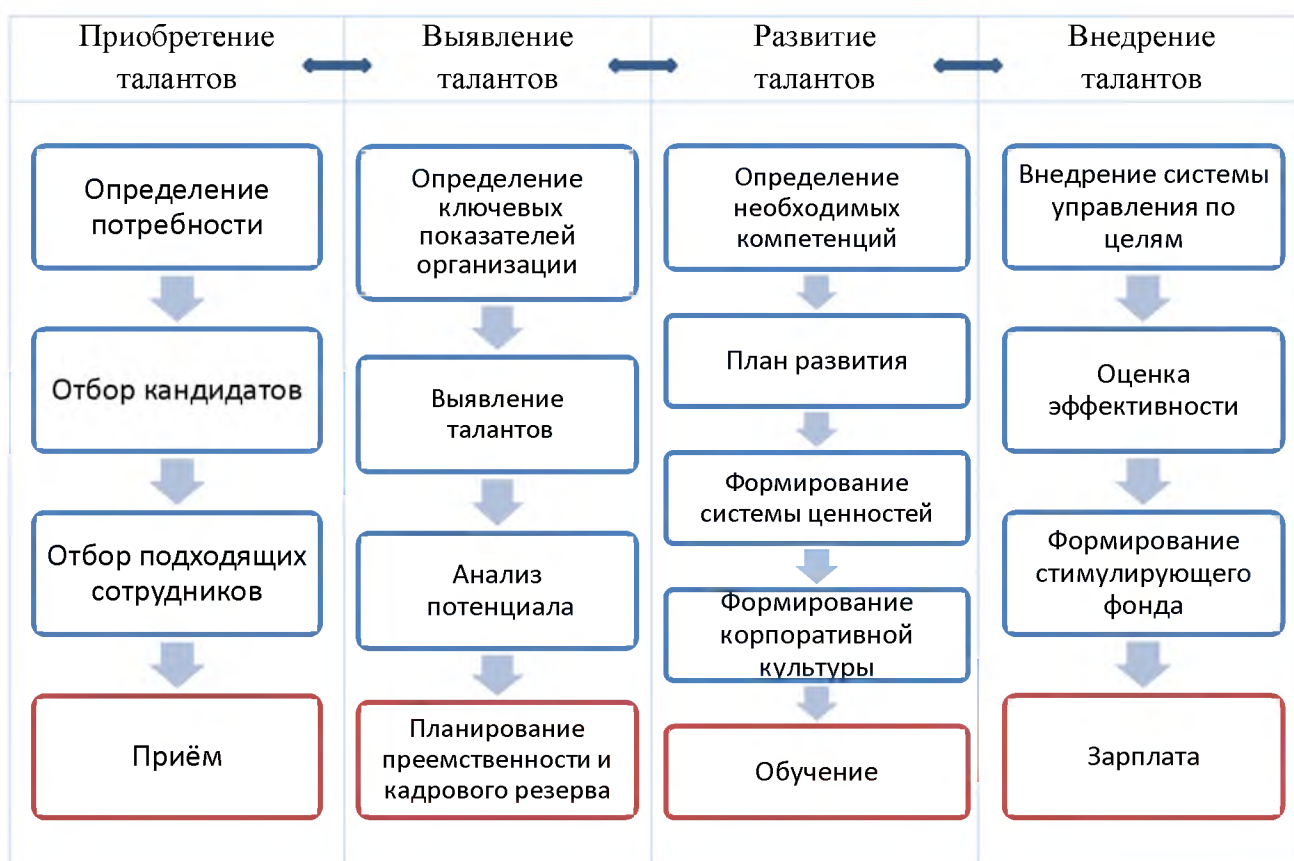 Приобретение
талантов
Выявление
талантов
Развитие
талантов
Внедрение
талантов
Определение
потребности
Отбор кандидатов
Отбор подходящих
сотрудников
Приём
Определение
ключевых
показателей
организации
Выявление
талантов
Анализ
потенциала
Планирование
преемственности и
кадрового резерва
Определение
необходимых
компетенций
План развития
Формирование
системы ценностей
Формирование
корпоративной
культуры
Обучение
Внедрение системы
управления по
целям
Оценка
эффективности
Формирование
стимулирующего
фонда
Зарплата